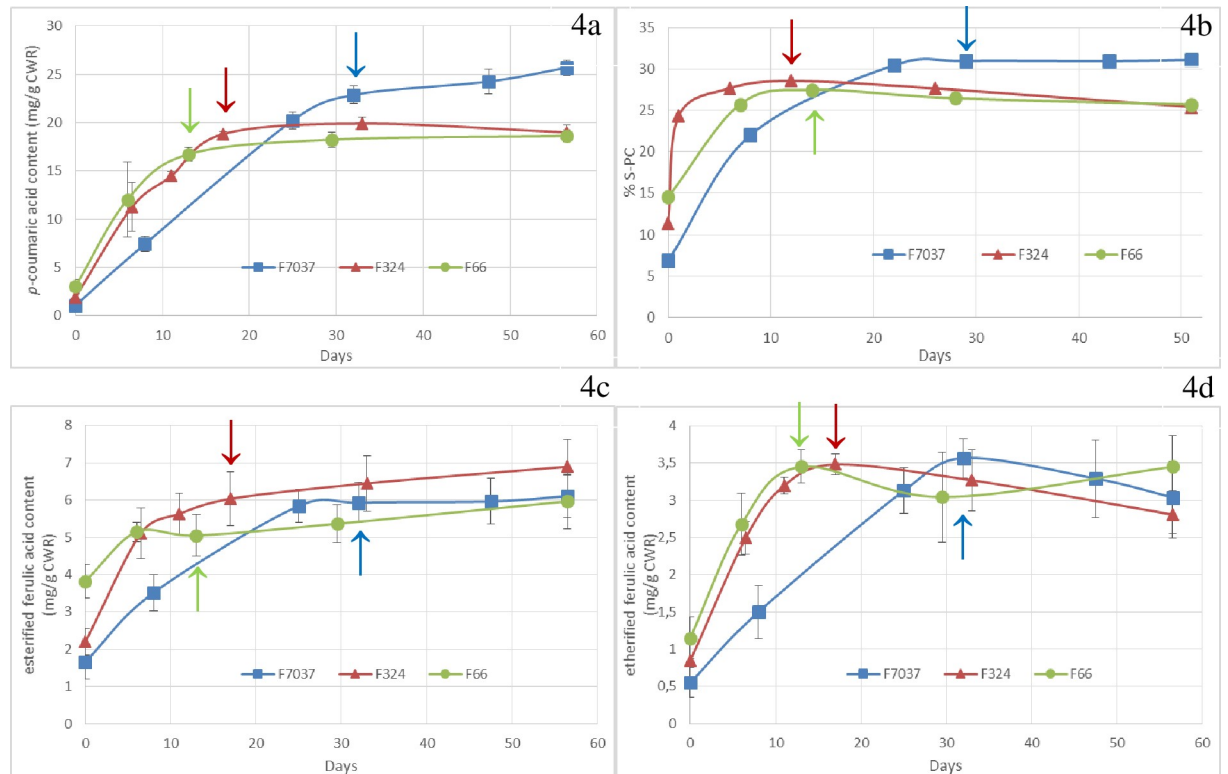 4a
p-coumaric acid content (mg/g CWR)
30
25
20
15
10
5
0
0 10 20 30 40 50 60
Days
F7037 F324 F66
4b
% S-PC
35
30
25
20
15
10
5
0
0 10 20 30 40 50
Days
F7037 F324 F66
4c
esterified ferulic acid content
(mg/g CWR)
8
7
6
5
4
3
2
1
0
0 10 20 30 40 50 60
Days
F7037 F324 F66
4d
etherified ferulic acid content
(mg/g CWR)
4
3,5
3
2,5
2
1,5
1
0,5
0
0 10 20 30 40 50 60
Days
F7037 F324 F66